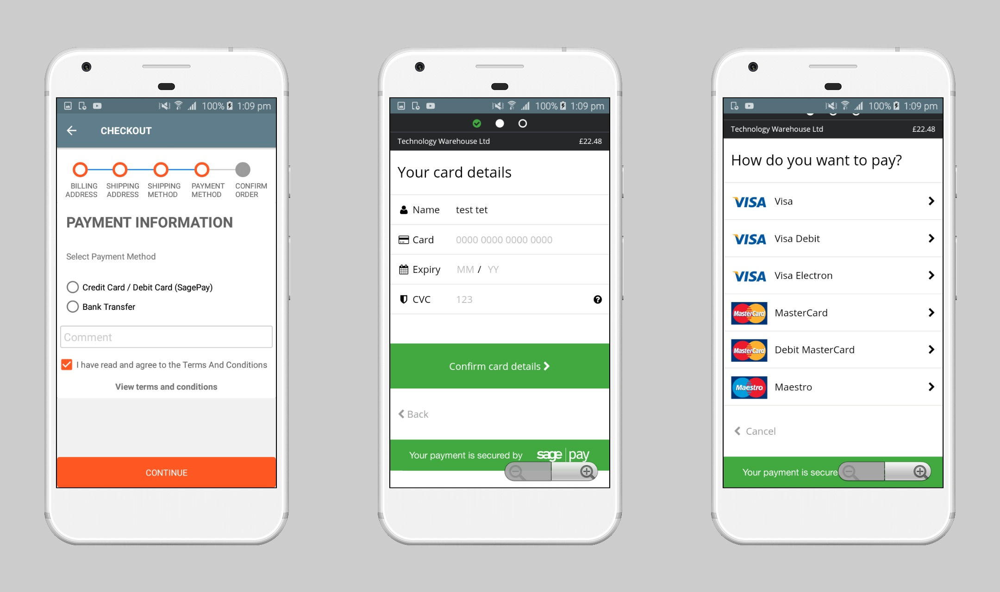 100% 1:09 pm
CHECKOUT
BILLING ADDRESS
SHIPPING ADDRESS
SHIPPING METHOD
PAYMENT METHOD
CONFIRM ORDER
PAYMENT INFORMATION
Select Payment Method
Credit Card / Debit Card (SagePay)
Bank Transfer
Comment
I have read and agree to the Terms And Conditions
View terms and conditions
CONTINUE
100% 1:09 pm
Technology Warehouse Ltd £22.48
Your card details
Name test tet
Card 0000 0000 0000 0000
Expiry MM / YY
CVC 123
Confirm card details
Back
Your payment is secured by sage pay
100% 1:09 pm
Technology Warehouse Ltd £22.48
How do you want to pay?
VISA Visa
VISA Visa Debit
VISA Visa Electron
MasterCard MasterCard
MasterCard Debit MasterCard
Maestro Maestro
Cancel
Your payment is secure